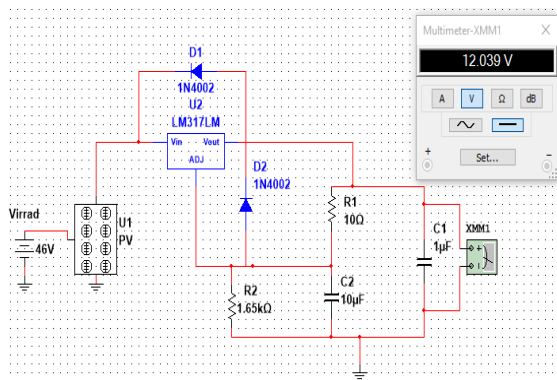 Multimeter-XMM1 X
12.039 V
A V Ω dB
Set...
+ -
D1
1N4002
U2
LM317LM
Vin Vout
ADJ
D2
1N4002
R1
10Ω
C1
1µF
XMM1
Virrad
46V
U1
PV
R2
1.65kΩ
C2
10µF